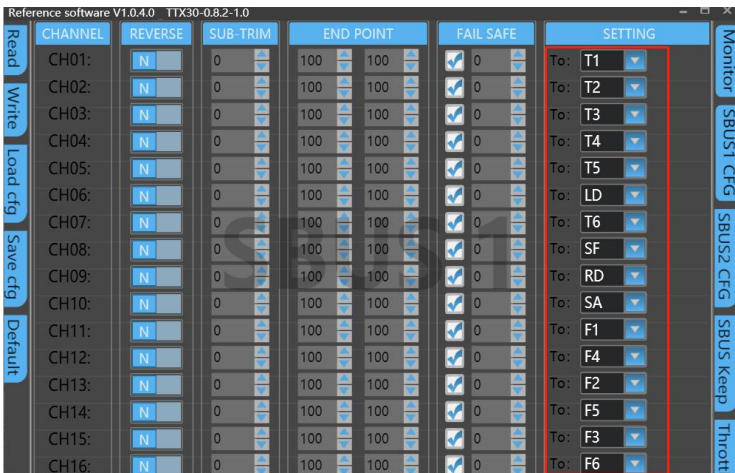 Reference software V1.0.4.0 TTX30-0.8.2-1.0
CHANNEL REVERSE SUB-TRIM END POINT FAIL SAFE SETTING
CH01: N 0 100 100 0 To: T1
CH02: N 0 100 100 0 To: T2
CH03: N 0 100 100 0 To: T3
CH04: N 0 100 100 0 To: T4
CH05: N 0 100 100 0 To: T5
CH06: N 0 100 100 0 To: LD
CH07: N 0 100 100 0 To: T6
CH08: N 0 100 100 0 To: SF
CH09: N 0 100 100 0 To: RD
CH10: N 0 100 100 0 To: SA
CH11: N 0 100 100 0 To: F1
CH12: N 0 100 100 0 To: F4
CH13: N 0 100 100 0 To: F2
CH14: N 0 100 100 0 To: F5
CH15: N 0 100 100 0 To: F3
CH16: N 0 100 100 0 To: F6
SBUS 1
Read
Write
Load cfg
Save cfg
Default
Monitor
SBUS1 CFG
SBUS2 CFG
SBUS Keep
Thrott